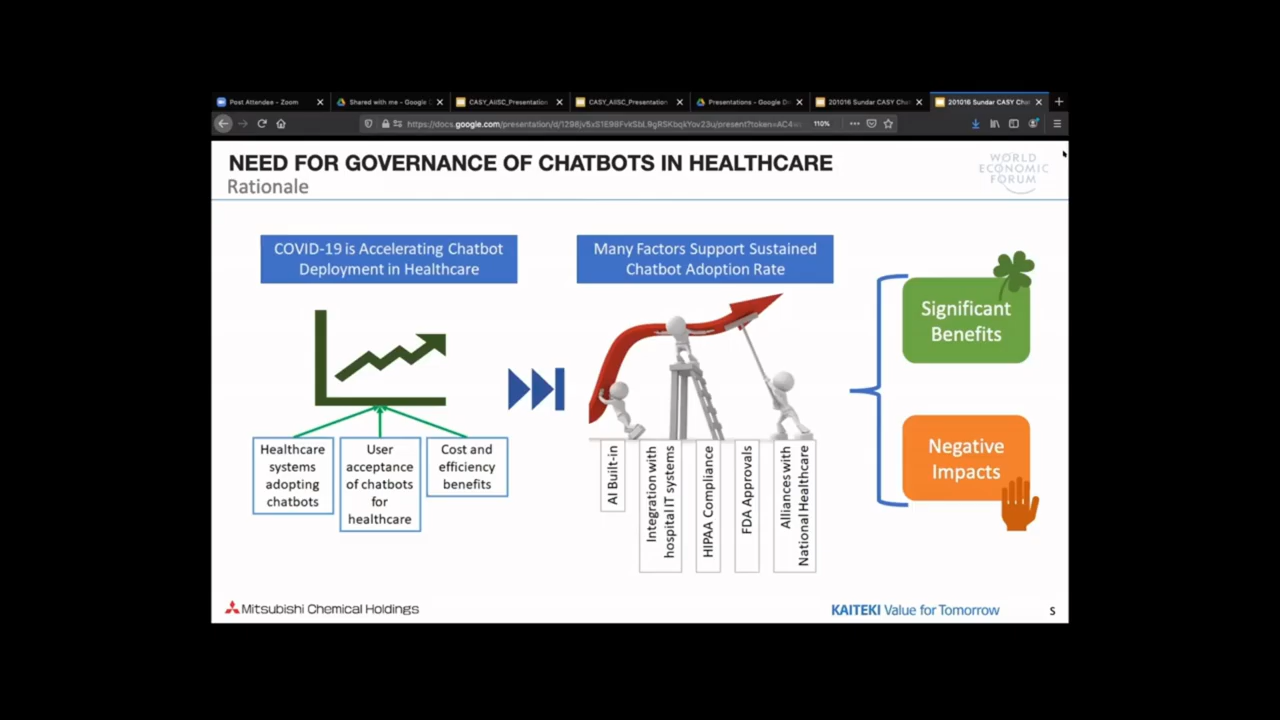 Post Attendee - Zoom
Shared with me - Google
CASY_AIISC_Presentation
CASY_AIISC_Presentation
Presentations - Google D
201016 Sundar CASY Cha
201016 Sundar CASY Cha
110%
NEED FOR GOVERNANCE OF CHATBOTS IN HEALTHCARE
Rationale
WORLD
ECONOMIC
FORUM
COVID-19 is Accelerating Chatbot
Deployment in Healthcare
Many Factors Support Sustained
Chatbot Adoption Rate
Healthcare
systems
adopting
chatbots
User
acceptance
of chatbots
for
healthcare
Cost and
efficiency
benefits
AI Built-in
Integration with
hospital IT systems
HIPAA Compliance
FDA Approvals
Alliances with
National Healthcare
Significant
Benefits
Negative
Impacts
Mitsubishi Chemical Holdings
KAITEKI Value for Tomorrow
S